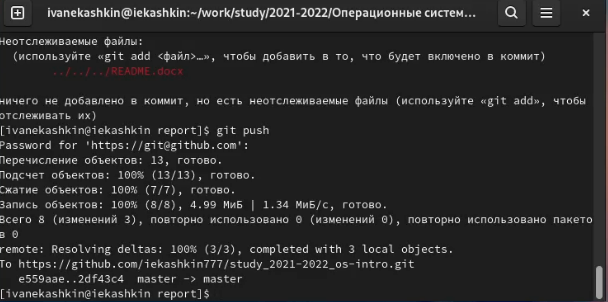 ivanekashkin@iekashkin:~/work/study/2021-2022/Операционные систем...
Неотслеживаемые файлы:
(используйте «git add <файл>…», чтобы добавить в то, что будет включено в коммит)
../../../README.docx
ничего не добавлено в коммит, но есть неотслеживаемые файлы (используйте «git add», чтобы
отслеживать их)
[ivanekashkin@iekashkin report]$ git push
Password for 'https://git@github.com':
Перечисление объектов: 13, готово.
Подсчет объектов: 100% (13/13), готово.
Сжатие объектов: 100% (7/7), готово.
Запись объектов: 100% (8/8), 4.99 МиБ | 1.34 МиБ/с, готово.
Всего 8 (изменений 3), повторно использовано 0 (изменений 0), повторно использовано пакето
в 0
remote: Resolving deltas: 100% (3/3), completed with 3 local objects.
To https://github.com/iekashkin777/study_2021-2022_os-intro.git
e559aae..2df43c4  master -> master
[ivanekashkin@iekashkin report]$